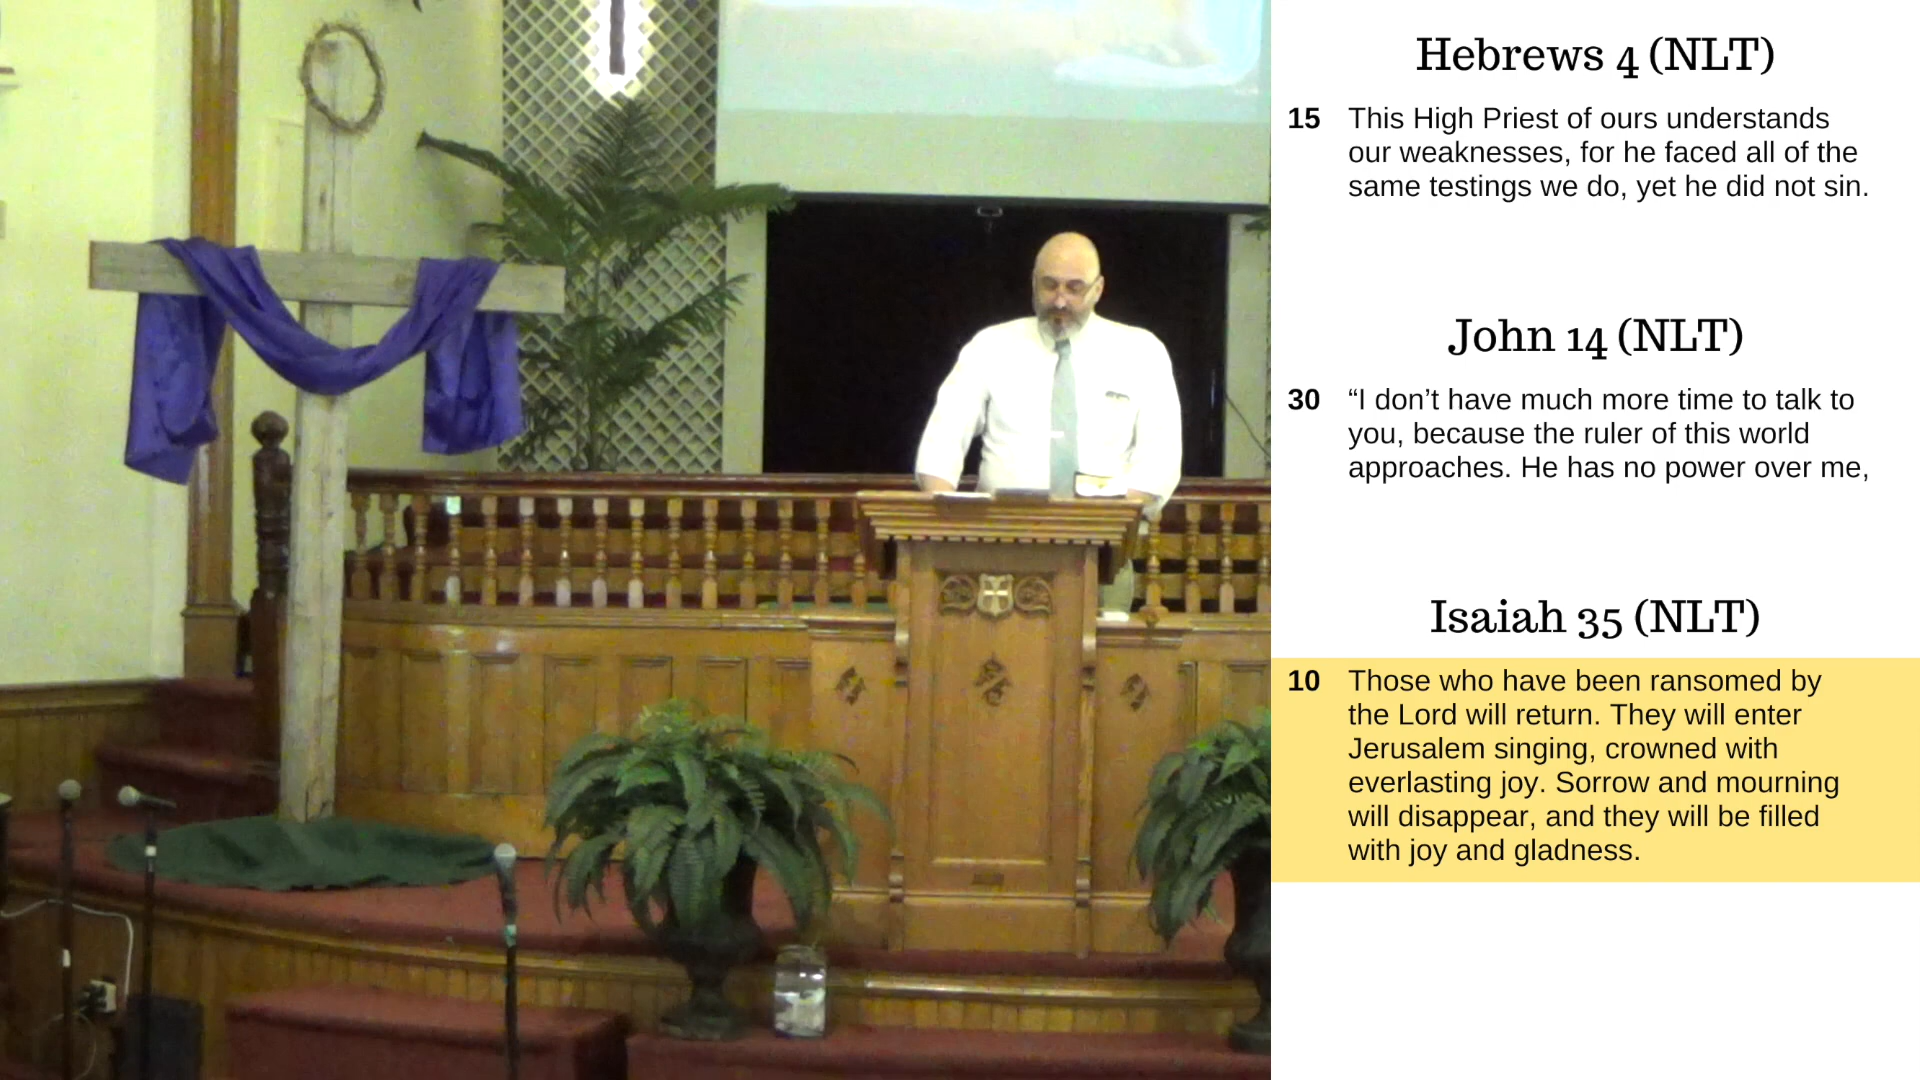 Hebrews 4 (NLT)
15 This High Priest of ours understands
our weaknesses, for he faced all of the
same testings we do, yet he did not sin.
John 14 (NLT)
30 “I don’t have much more time to talk to
you, because the ruler of this world
approaches. He has no power over me,
Isaiah 35 (NLT)
10 Those who have been ransomed by
the Lord will return. They will enter
Jerusalem singing, crowned with
everlasting joy. Sorrow and mourning
will disappear, and they will be filled
with joy and gladness.